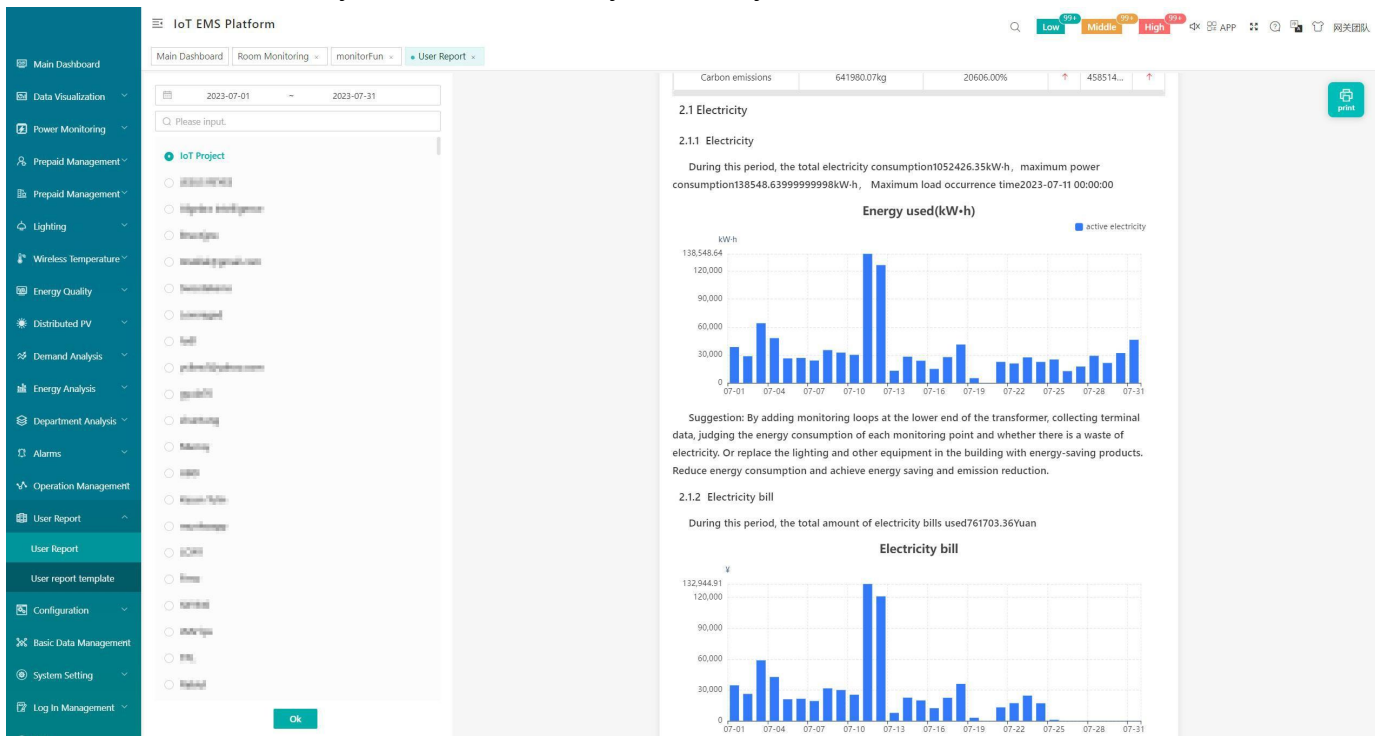 IoT EMS Platform
Low 99+ Middle 99+ High 99+ APP 网关团队
Main Dashboard Room Monitoring × monitorFun × User Report ×
Main Dashboard
Data Visualization
Power Monitoring
Prepaid Management
Prepaid Management
Lighting
Wireless Temperature
Energy Quality
Distributed PV
Demand Analysis
Energy Analysis
Department Analysis
Alarms
Operation Management
User Report
User Report
User report template
Configuration
Basic Data Management
System Setting
Log In Management
2023-07-01 ~ 2023-07-31
Please input.
IoT Project
Ok
print
Carbon emissions 641980.07kg 20606.00% ↑ 458514... ↑
2.1 Electricity
2.1.1 Electricity
During this period, the total electricity consumption1052426.35kW·h, maximum power
consumption138548.63999999998kW·h, Maximum load occurrence time2023-07-11 00:00:00
Energy used(kW•h)
active electricity
kW·h
138,548.64
120,000
90,000
60,000
30,000
0
07-01 07-04 07-07 07-10 07-13 07-16 07-19 07-22 07-25 07-28 07-31
Suggestion: By adding monitoring loops at the lower end of the transformer, collecting terminal
data, judging the energy consumption of each monitoring point and whether there is a waste of
electricity. Or replace the lighting and other equipment in the building with energy-saving products.
Reduce energy consumption and achieve energy saving and emission reduction.
2.1.2 Electricity bill
During this period, the total amount of electricity bills used761703.36Yuan
Electricity bill
¥
132,944.91
120,000
90,000
60,000
30,000
0
07-01 07-04 07-07 07-10 07-13 07-16 07-19 07-22 07-25 07-28 07-31